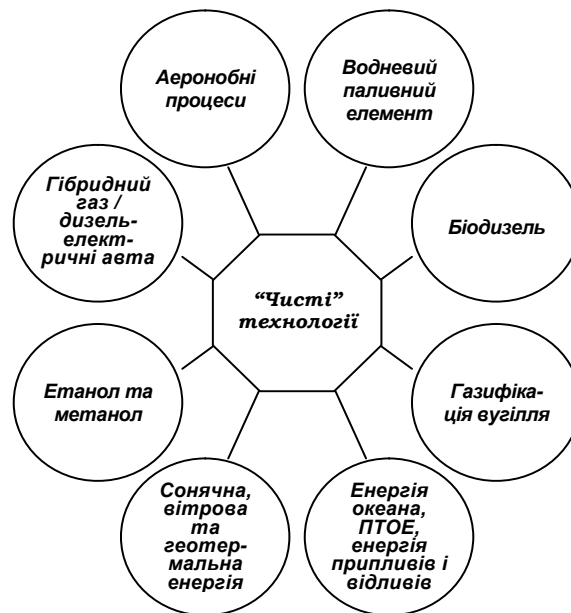 Аеронобні
процеси
Водневий
паливний
елемент
Гібридний
газ /
дизель-
елект-
ричні авта
Біодизель
“Чисті”
технології
Етанол та
метанол
Газифіка-
ція вугілля
Сонячна,
вітрова та
геотер-
мальна
енергія
Енергія
океана,
ПТОЕ,
енергія
припливів і
відливів